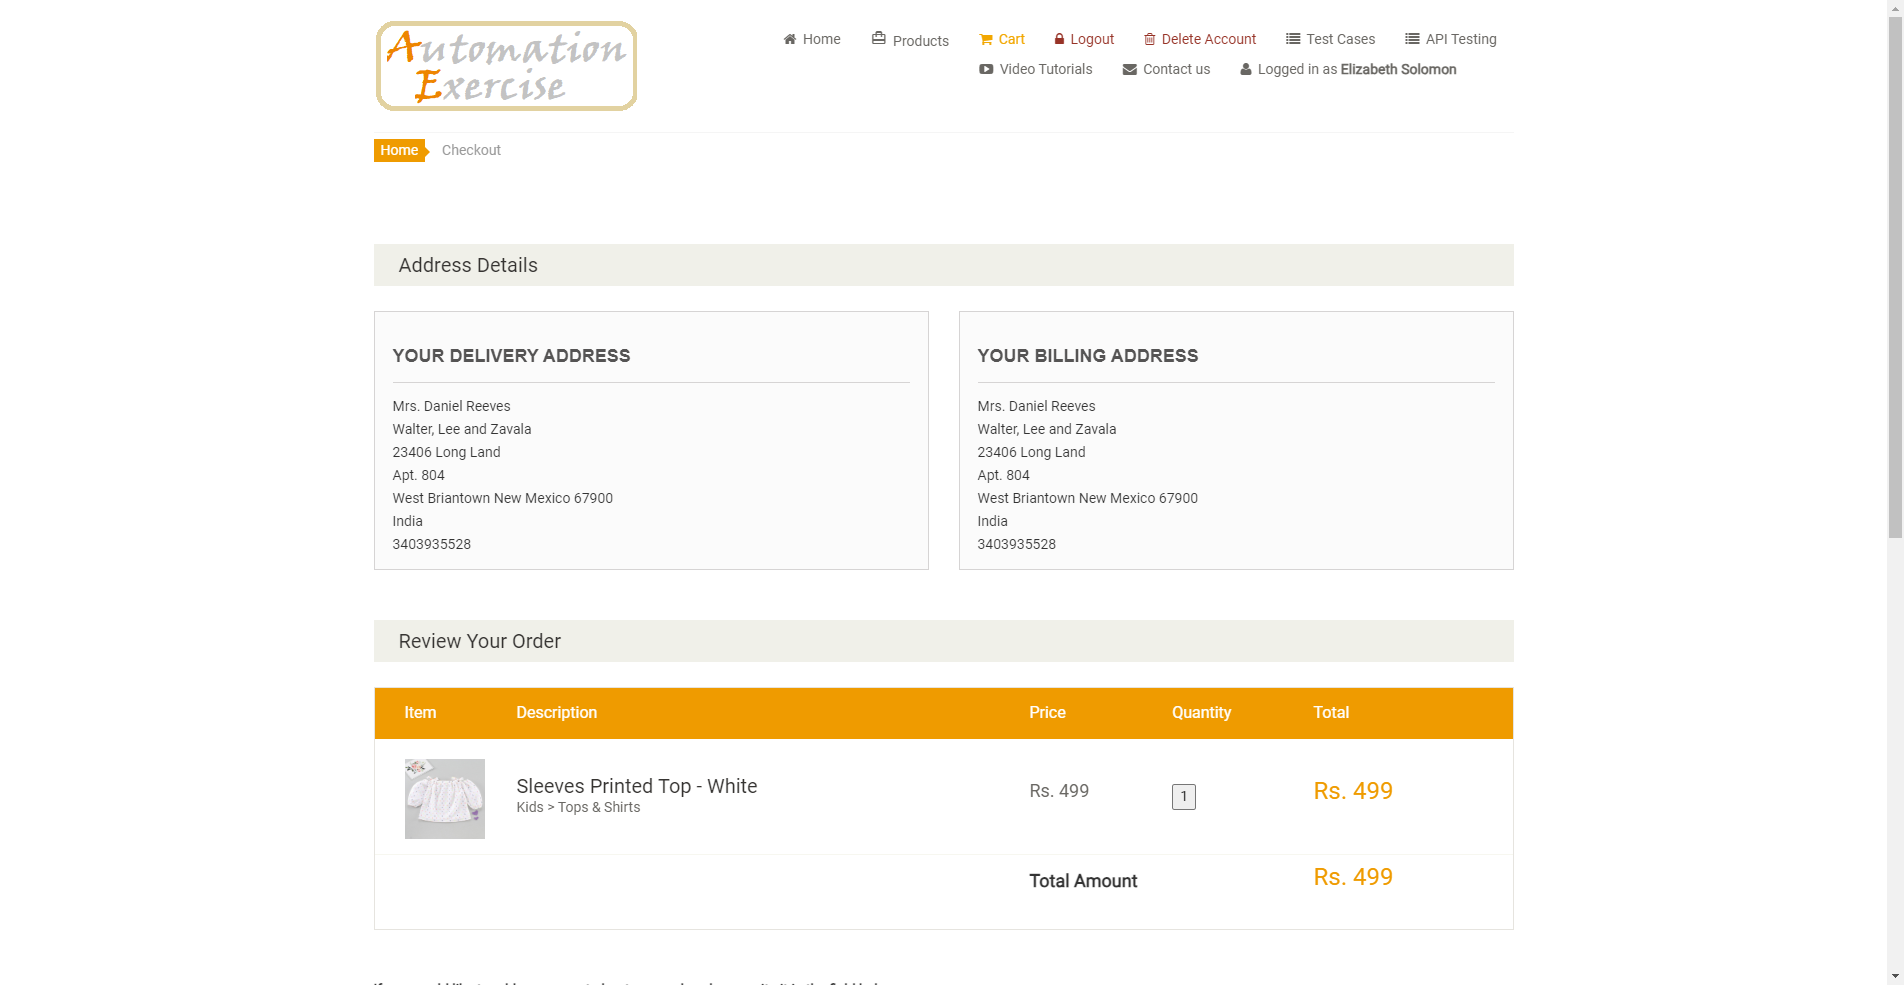 Automation
Exercise
Home
Products
Cart
Logout
Delete Account
Test Cases
API Testing
Video Tutorials
Contact us
Logged in as Elizabeth Solomon
Home
Checkout
Address Details
YOUR DELIVERY ADDRESS
Mrs. Daniel Reeves
Walter, Lee and Zavala
23406 Long Land
Apt. 804
West Briantown New Mexico 67900
India
3403935528
YOUR BILLING ADDRESS
Mrs. Daniel Reeves
Walter, Lee and Zavala
23406 Long Land
Apt. 804
West Briantown New Mexico 67900
India
3403935528
Review Your Order
Item Description Price Quantity Total
Sleeves Printed Top - White
Kids > Tops & Shirts
Rs. 499
1
Rs. 499
Total Amount
Rs. 499